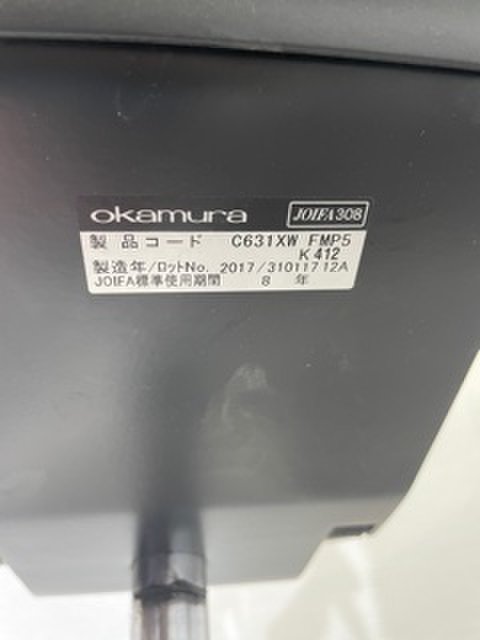 okamura JOIFA308
製品コード C631XW FMP5
K412
製造年/ロットNo. 2017/31011712A
JOIFA標準使用期間 8 年